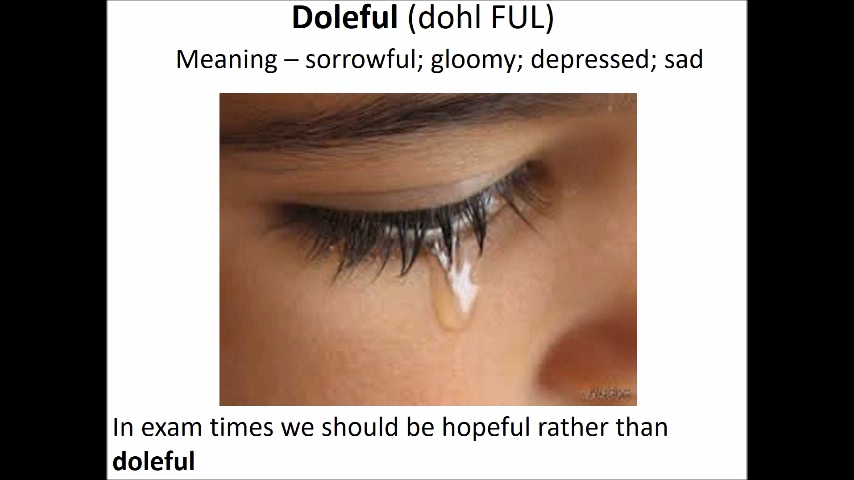 Doleful (dohl FUL)
Meaning – sorrowful; gloomy; depressed; sad
In exam times we should be hopeful rather than
doleful